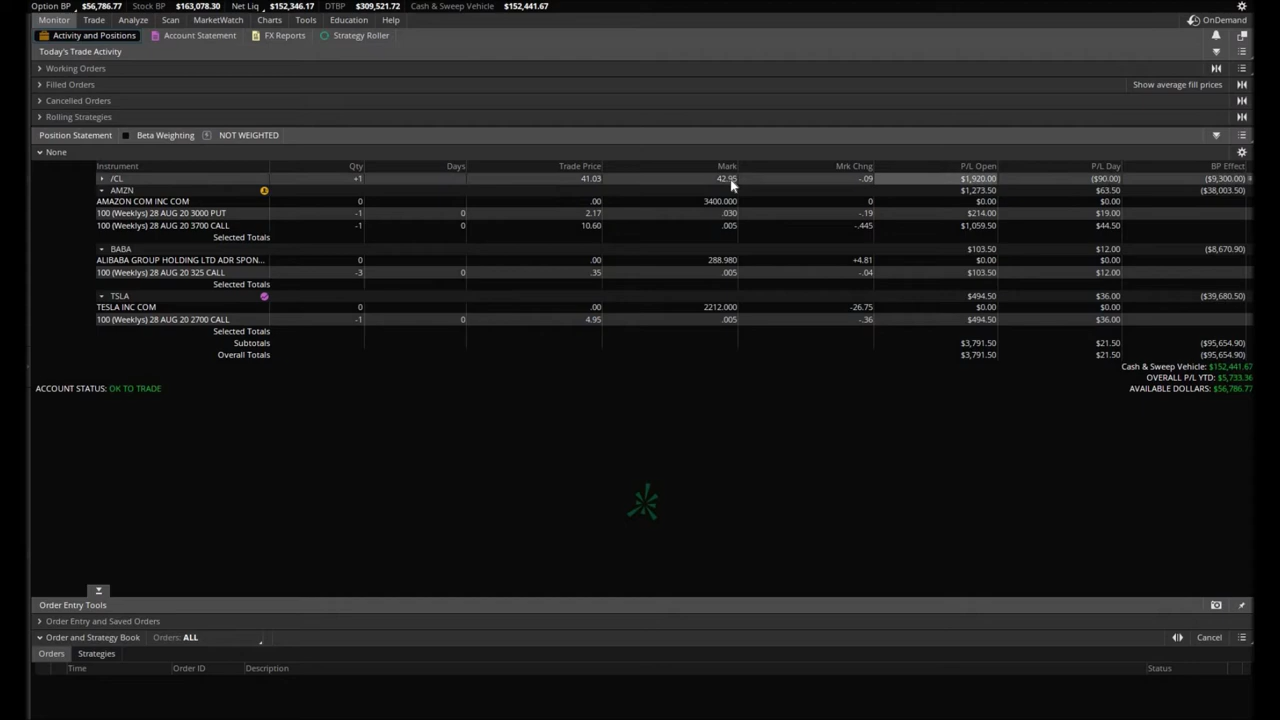 Option BP $56,786.77 Stock BP $163,078.30 Net Liq $152,346.17 DTBP $309,521.72 Cash & Sweep Vehicle $152,441.67
Monitor Trade Analyze Scan MarketWatch Charts Tools Education Help OnDemand
Activity and Positions Account Statement FX Reports Strategy Roller
Today's Trade Activity
Working Orders
Filled Orders Show average fill prices
Cancelled Orders
Rolling Strategies
Position Statement Beta Weighting NOT WEIGHTED
None
Instrument Qty Days Trade Price Mark Mrk Chng P/L Open P/L Day BP Effect
/CL +1 41.03 42.95 -.09 $1,920.00 ($90.00) ($9,300.00)
AMZN $1,273.50 $63.50 ($38,003.50)
AMAZON COM INC COM 0 .00 3400.000 0 $0.00 $0.00
100 (Weeklys) 28 AUG 20 3000 PUT -1 0 2.17 .030 -.19 $214.00 $19.00
100 (Weeklys) 28 AUG 20 3700 CALL -1 0 10.60 .005 -.445 $1,059.50 $44.50
Selected Totals
BABA $103.50 $12.00 ($8,670.90)
ALIBABA GROUP HOLDING LTD ADR SPON... 0 .00 288.980 +4.81 $0.00 $0.00
100 (Weeklys) 28 AUG 20 325 CALL -3 0 .35 .005 -.04 $103.50 $12.00
Selected Totals
TSLA $494.50 $36.00 ($39,680.50)
TESLA INC COM 0 .00 2212.000 -26.75 $0.00 $0.00
100 (Weeklys) 28 AUG 20 2700 CALL -1 0 4.95 .005 -.36 $494.50 $36.00
Selected Totals
Subtotals $3,791.50 $21.50 ($95,654.90)
Overall Totals $3,791.50 $21.50 ($95,654.90)
Cash & Sweep Vehicle: $152,441.67
OVERALL P/L YTD: $5,733.36
ACCOUNT STATUS: OK TO TRADE AVAILABLE DOLLARS: $56,786.77
Order Entry Tools
Order Entry and Saved Orders
Order and Strategy Book Orders: ALL Cancel
Orders Strategies
Time Order ID Description Status